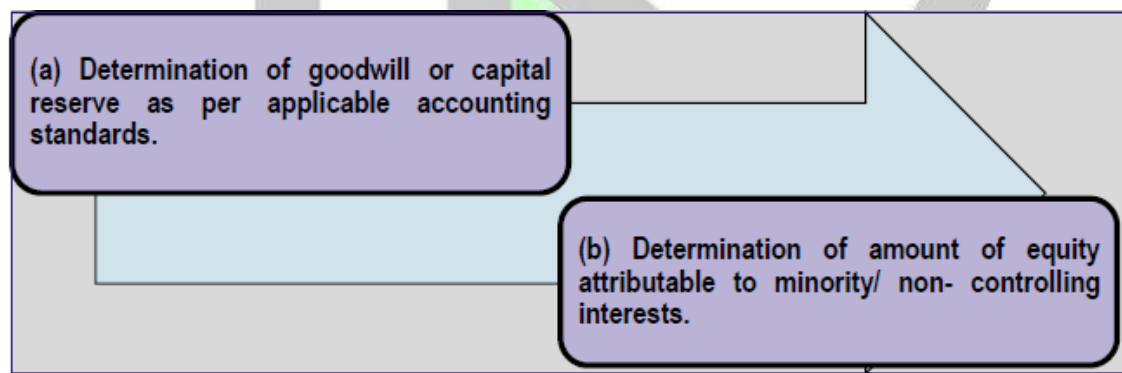 (a) Determination of goodwill or capital
reserve as per applicable accounting
standards.
(b) Determination of amount of equity
attributable to minority/ non- controlling
interests.